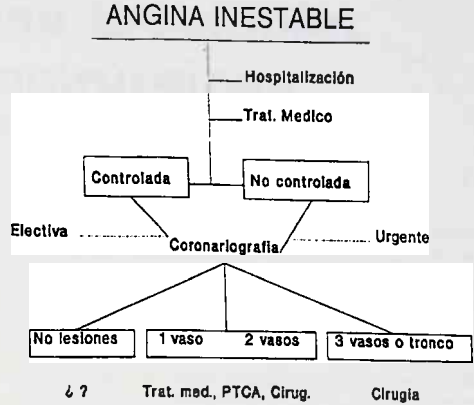 ANGINA INESTABLE
Hospitalización
Trat. Medico
Controlada
No controlada
Electiva
Coronariografia
Urgente
No lesiones
1 vaso
2 vasos
3 vasos o tronco
¿ ?
Trat. med., PTCA, Cirug.
Cirugia